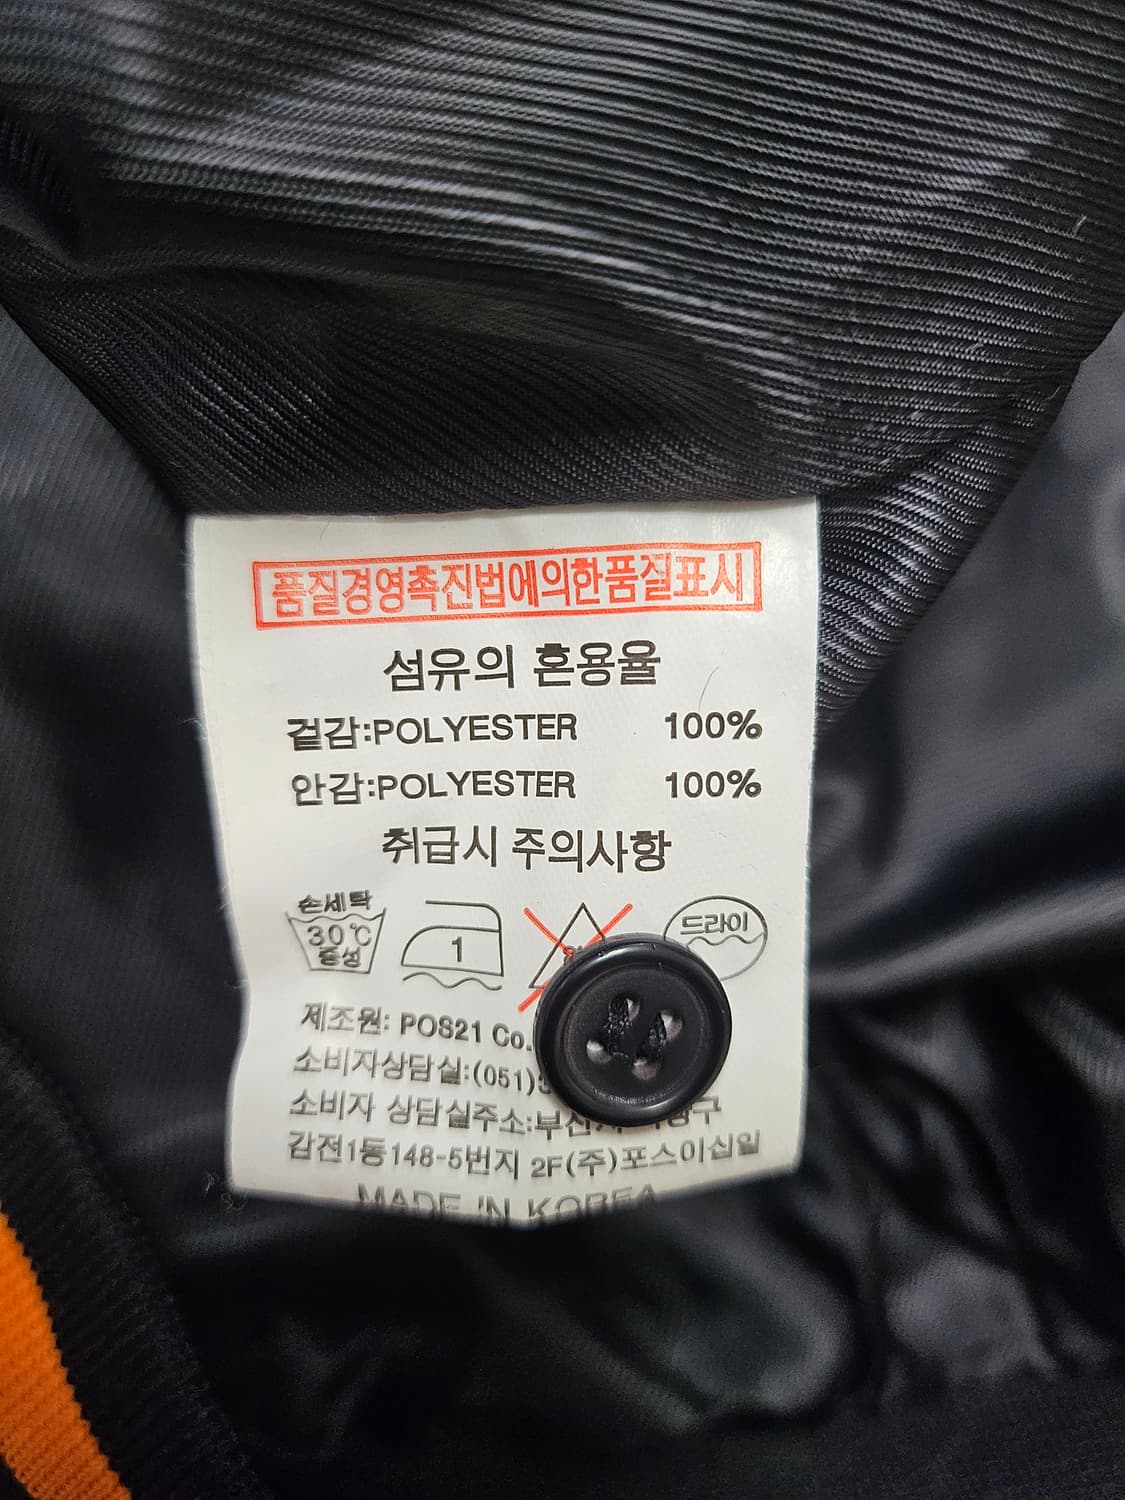 품질경영촉진법에의한품질표시
섬유의 혼용율
겉감:POLYESTER 100%
안감:POLYESTER 100%
취급시 주의사항
손세탁
30℃
중성
1
드라이
제조원: POS21 Co.
소비자상담실:(051)
소비자 상담실주소:부산
감전1동148-5번지 2F(주)포스이십일
MADE IN KOREA